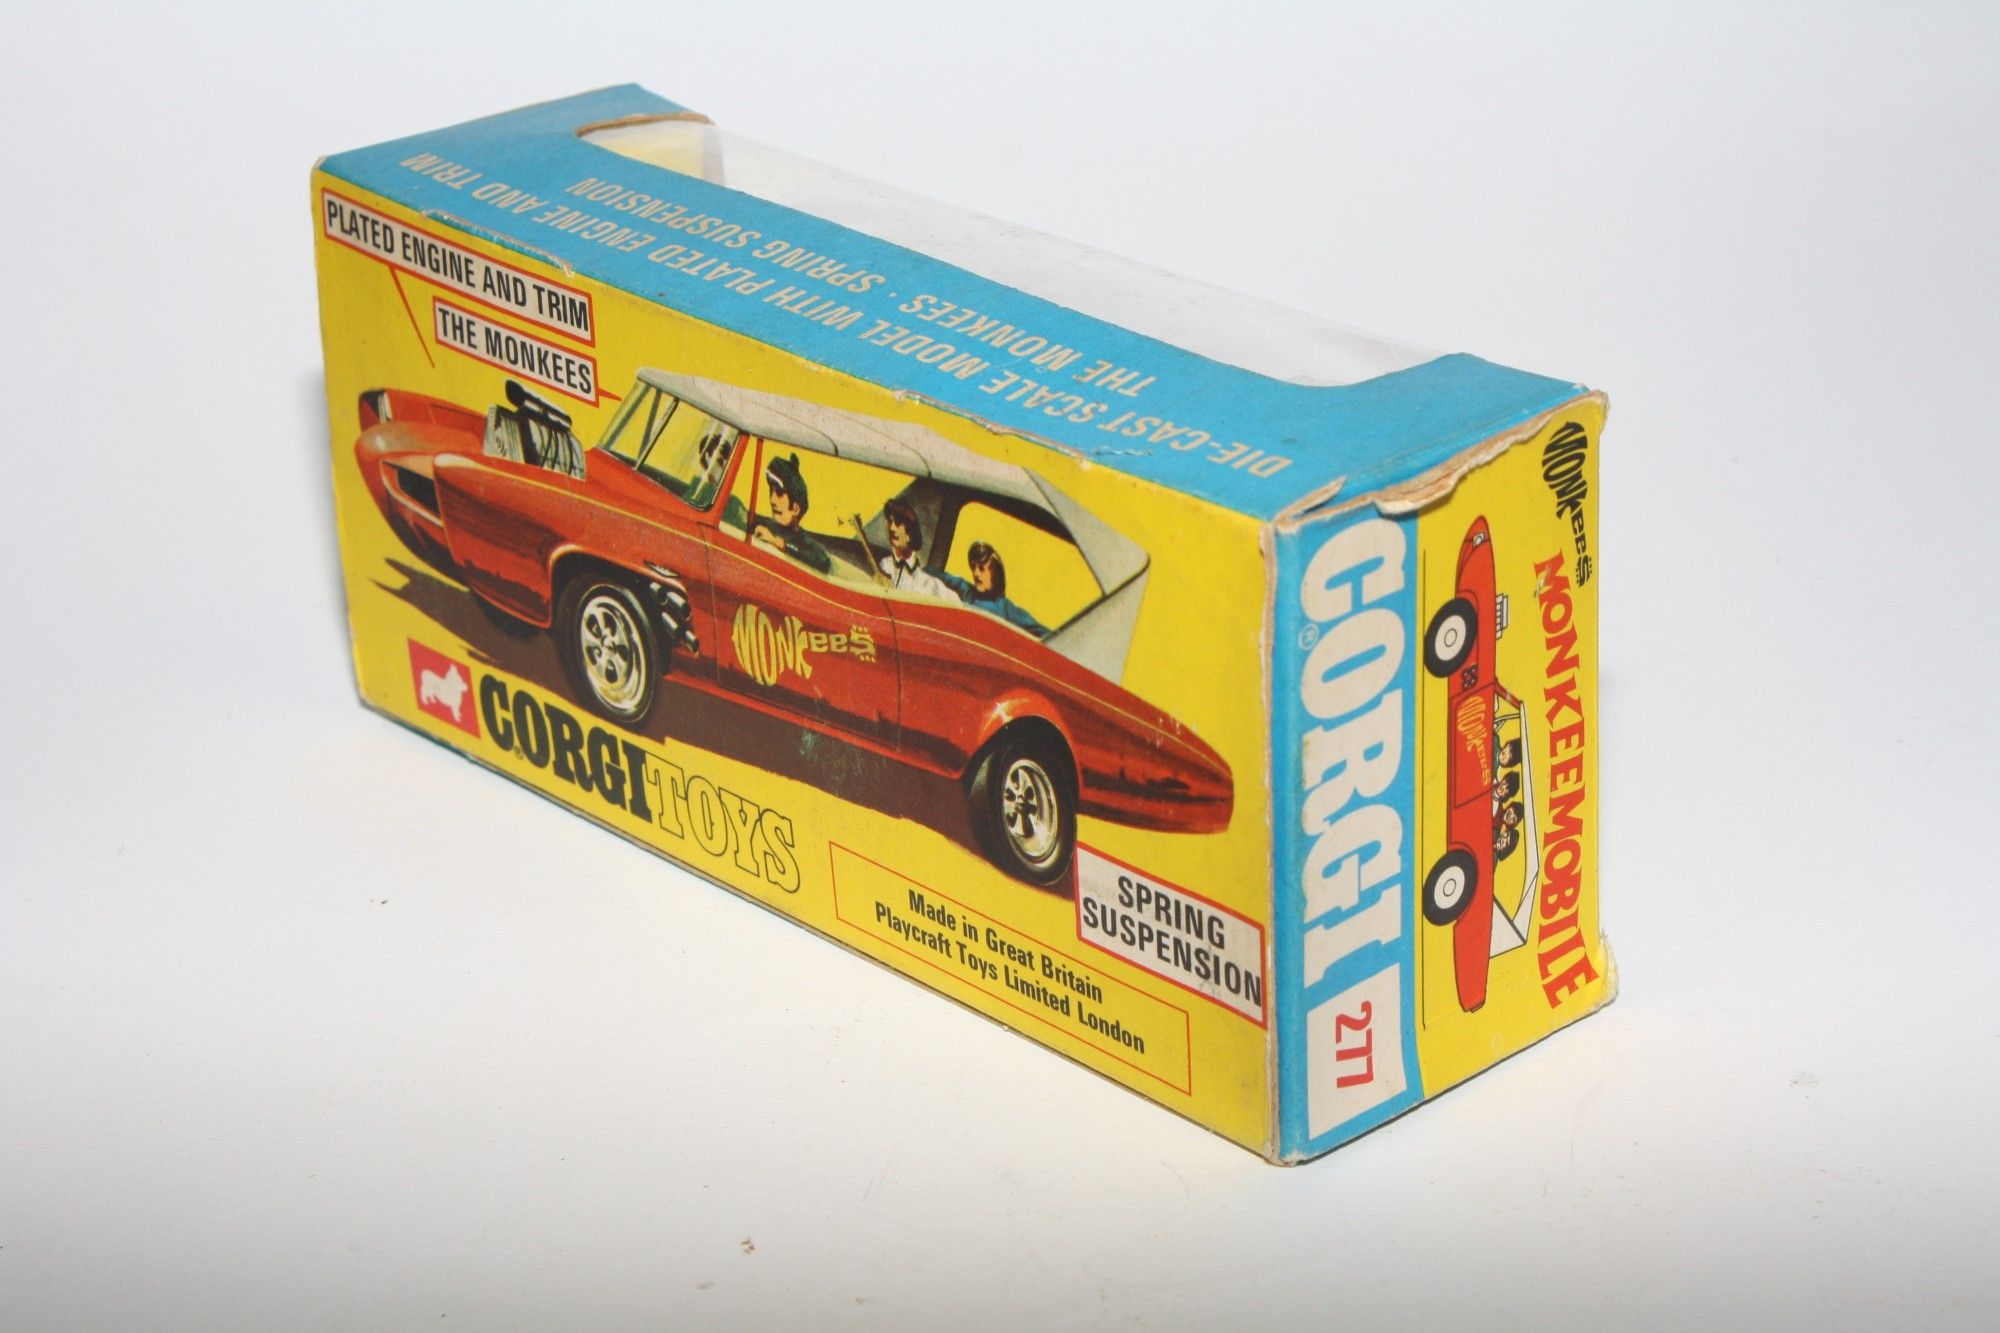 DIE-CAST SCALE MODEL WITH PLATED ENGINE AND TRIM
THE MONKEES · SPRING SUSPENSION
PLATED ENGINE AND TRIM
THE MONKEES
MONKEES
CORGI TOYS
®
SPRING
SUSPENSION
Made in Great Britain
Playcraft Toys Limited London
CORGI
®
277
MONKEES
MONKEEMOBILE
MONKEES